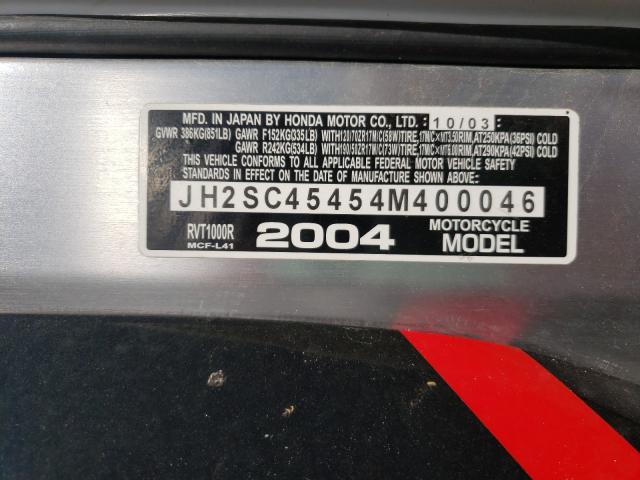 MFD. IN JAPAN BY HONDA MOTOR CO., LTD. 10/03
GVWR 386KG(851LB) GAWR F152KG(335LB) WITH120/70ZR17M/C(58W)TIRE,17M/C×MT3.50RIM,AT250KPA(36PSI) COLD
GAWR R242KG(534LB)WITH190/50ZR17M/C(73W)TIRE,17M/C×MT6.00RIM,AT290KPA(42PSI) COLD
THIS VEHICLE CONFORMS TO ALL APPLICABLE FEDERAL MOTOR VEHICLE SAFETY
STANDARDS IN EFFECT ON THE DATE OF MANUFACTURE SHOWN ABOVE.
JH2SC45454M400046
RVT1000R 2004 MOTORCYCLE
MCF-L41 MODEL